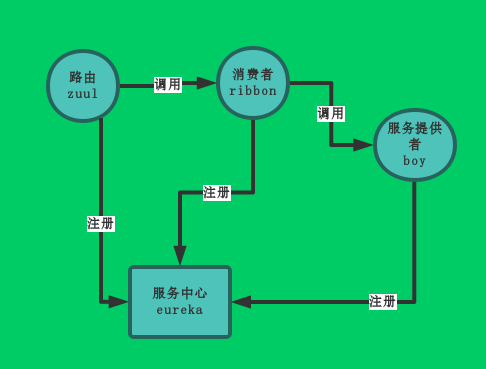 路由
zuul
调用
消费者
ribbon
调用
服务提供
者
boy
注册
注册
服务中心
eureka
注册